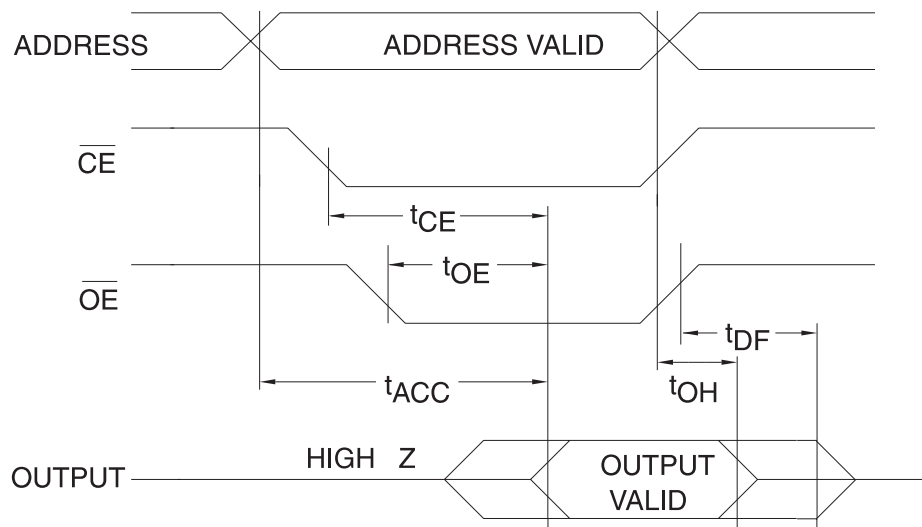 ADDRESS
ADDRESS VALID
CE
tCE
tOE
OE
tDF
tACC
tOH
HIGH Z
OUTPUT
OUTPUT
VALID